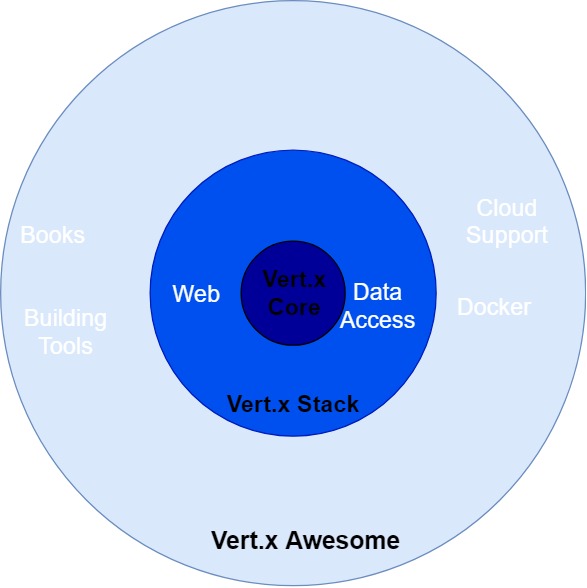 Cloud
Support
Books
Docker
Building
Tools
Web
Vert.x
Core
Data
Access
Vert.x Stack
Vert.x Awesome